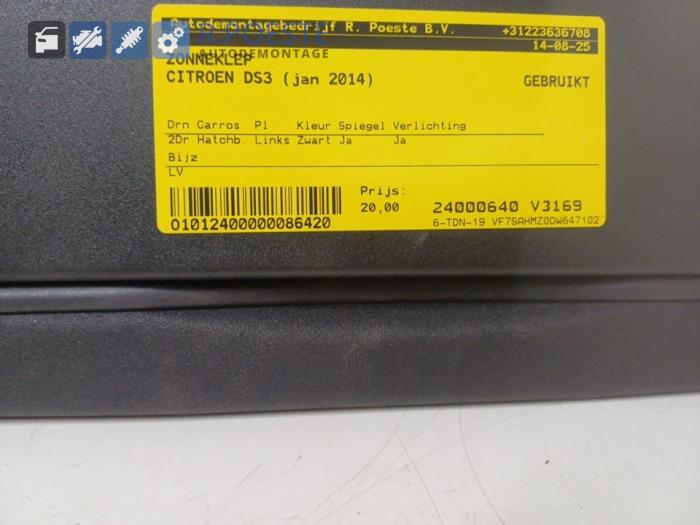 Autodemontagebedrijf R. Poeste B.V. +31223636708
14-08-25
R. POESTE
AUTODEMONTAGE
ZONNEKLEP
CITROEN DS3 (jan 2014) GEBRUIKT
Drn Carros Pl Kleur Spiegel Verlichting
2Dr Hatchb. Links Zwart Ja Ja
Bijz
LV
Prijs:
20,00 24000640 V3169
01012400000086420 6-TDN-19 VF7SAHMZ0DW647102